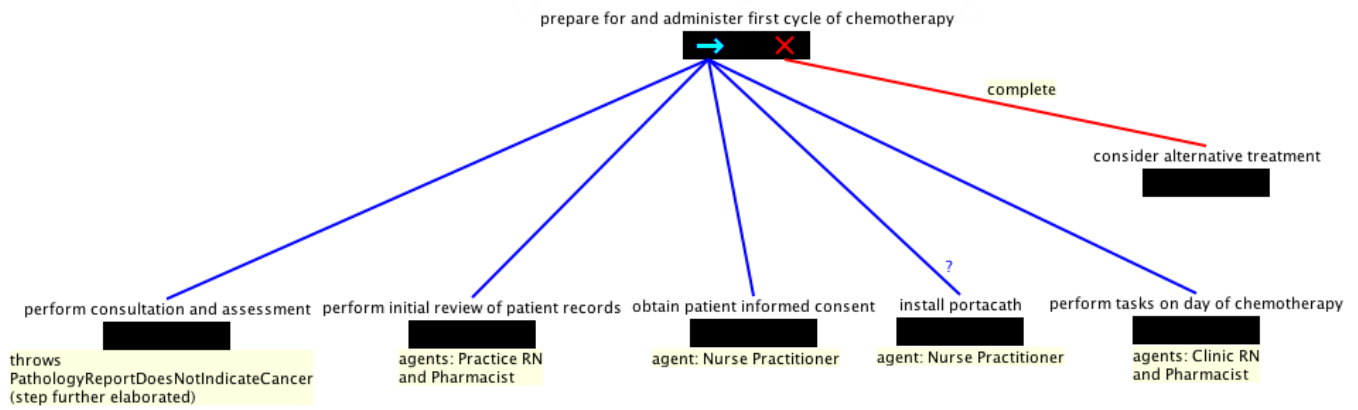 prepare for and administer first cycle of chemotherapy
complete
consider alternative treatment
?
perform consultation and assessment
perform initial review of patient records
obtain patient informed consent
install portacath
perform tasks on day of chemotherapy
throws
PathologyReportDoesNotIndicateCancer
(step further elaborated)
agents: Practice RN
and Pharmacist
agent: Nurse Practitioner
agent: Nurse Practitioner
agents: Clinic RN
and Pharmacist